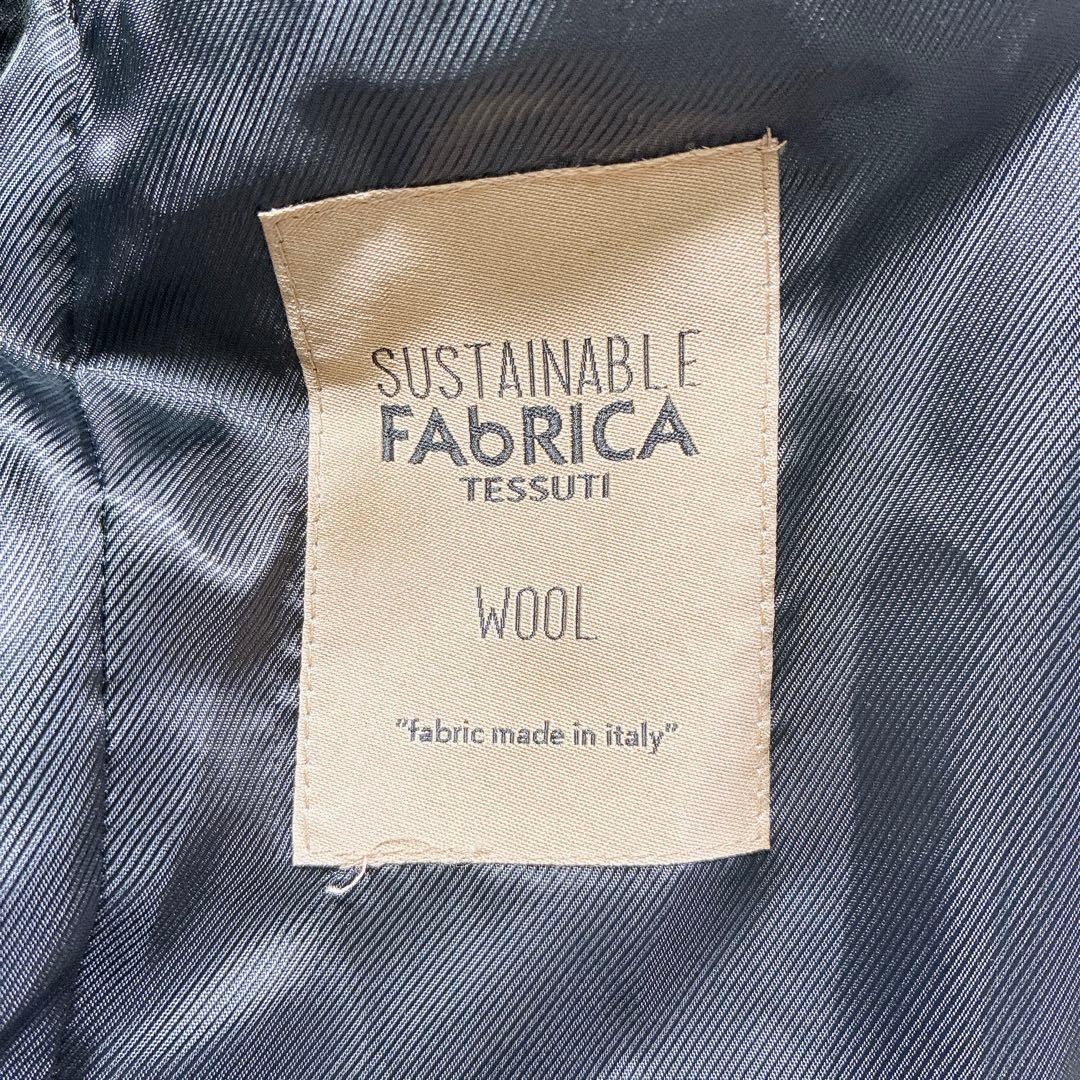 SUSTAINABLE
FAbRICA
TESSUTI
WOOL
"fabric made in italy"